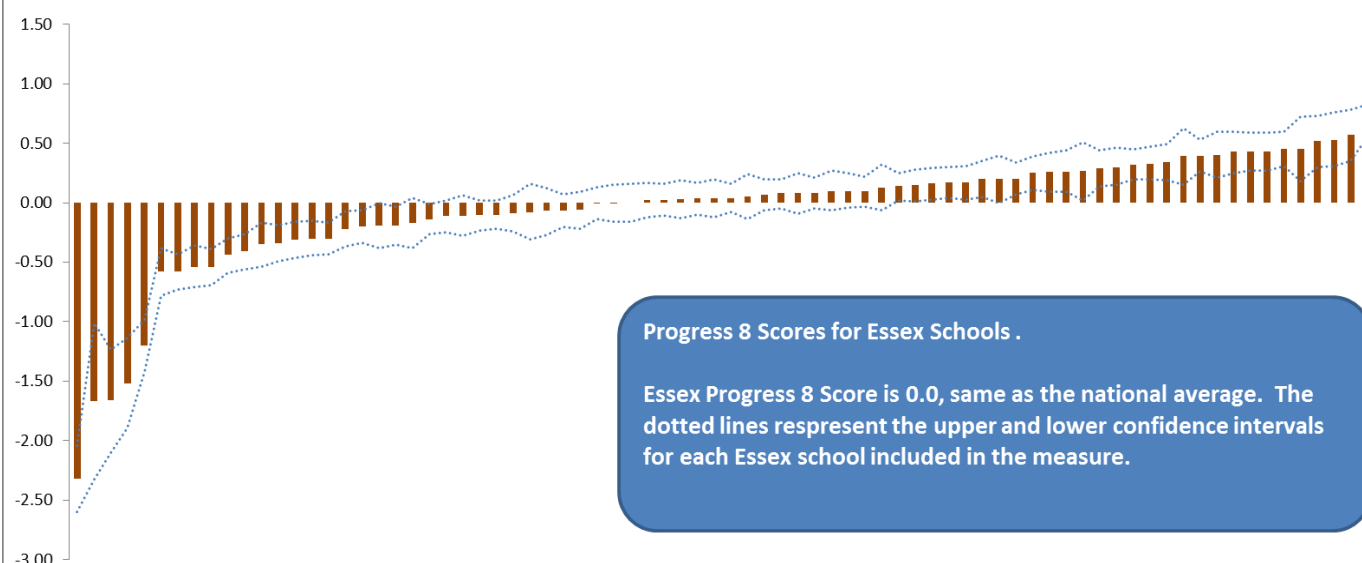 1.50
1.00
0.50
0.00
-0.50
-1.00
-1.50
-2.00
-2.50
-3.00
Progress 8 Scores for Essex Schools .
Essex Progress 8 Score is 0.0, same as the national average. The
dotted lines respresent the upper and lower confidence intervals
for each Essex school included in the measure.